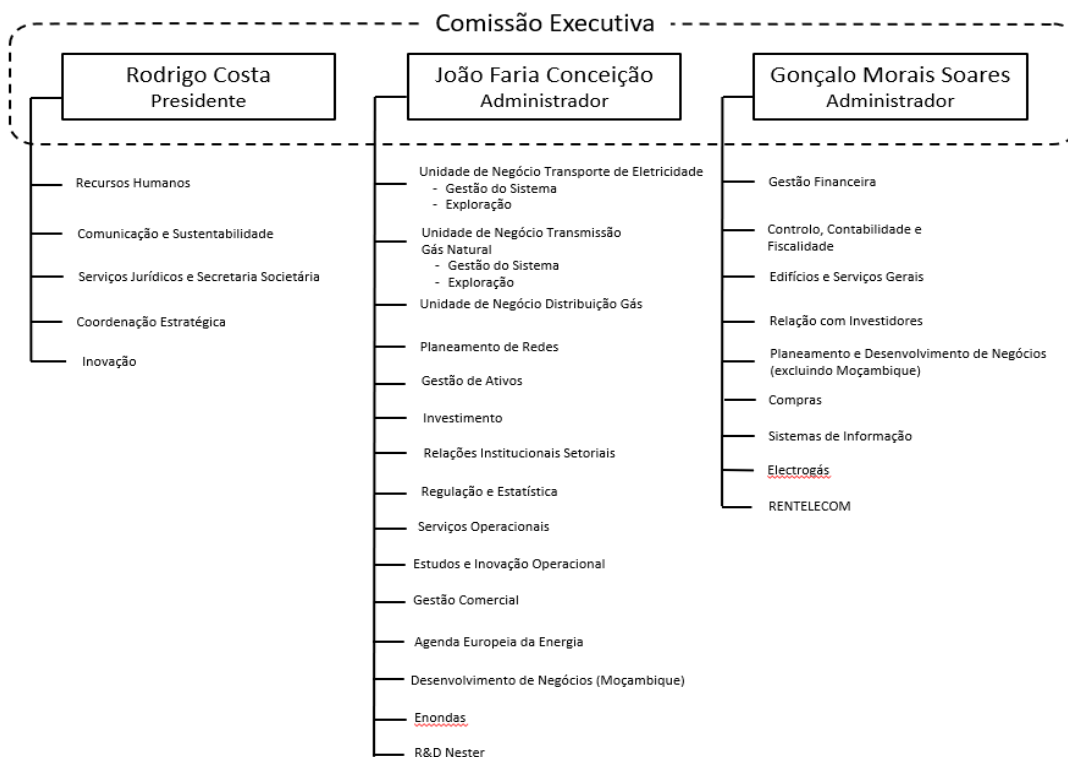 Comissão Executiva
Rodrigo Costa
Presidente
Recursos Humanos
Comunicação e Sustentabilidade
Serviços Jurídicos e Secretaria Societária
Coordenação Estratégica
Inovação
João Faria Conceição
Administrador
Unidade de Negócio Transporte de Eletricidade
- Gestão do Sistema
- Exploração
Unidade de Negócio Transmissão
Gás Natural
- Gestão do Sistema
- Exploração
Unidade de Negócio Distribuição Gás
Planeamento de Redes
Gestão de Ativos
Investimento
Relações Institucionais Setoriais
Regulação e Estatística
Serviços Operacionais
Estudos e Inovação Operacional
Gestão Comercial
Agenda Europeia da Energia
Desenvolvimento de Negócios (Moçambique)
Enondas
R&D Nester
Gonçalo Morais Soares
Administrador
Gestão Financeira
Controlo, Contabilidade e
Fiscalidade
Edifícios e Serviços Gerais
Relação com Investidores
Planeamento e Desenvolvimento de Negócios
(excluindo Moçambique)
Compras
Sistemas de Informação
Electrogás
RENTELECOM